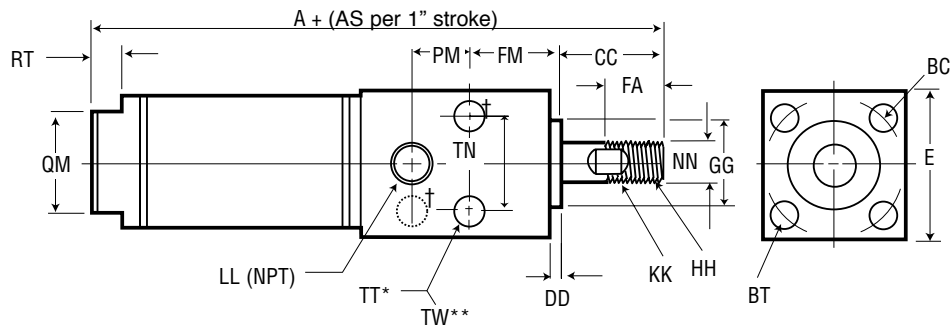 A + (AS per 1” stroke)
RT
PM
FM
CC
BC
FA
†
QM
TN
NN
GG
E
†
LL (NPT)
KK
HH
TT*
DD
BT
TW**